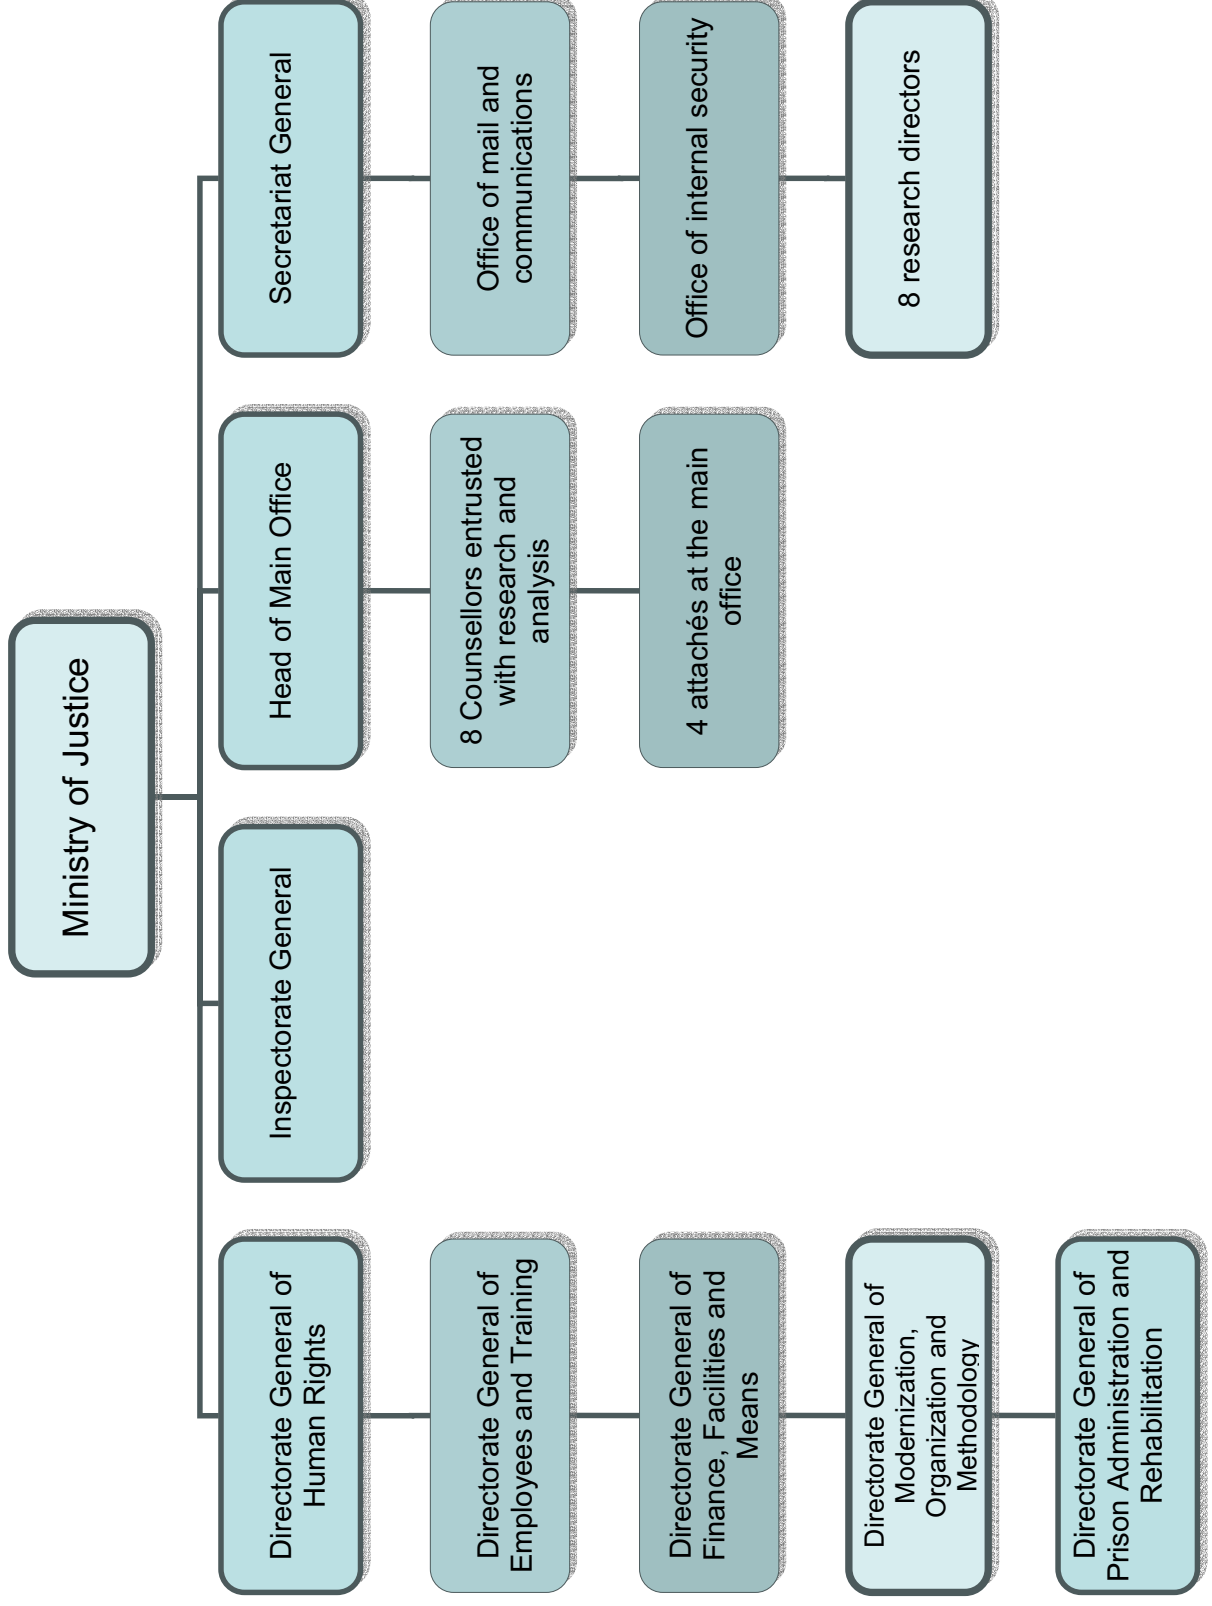 Ministry of Justice
Directorate General of
Human Rights
Directorate General of
Employees and Training
Directorate General of
Finance, Facilities and
Means
Directorate General of
Modernization,
Organization and
Methodology
Directorate General of
Prison Administration and
Rehabilitation
Inspectorate General
Head of Main Office
8 Counsellors entrusted
with research and
analysis
4 attachés at the main
office
Secretariat General
Office of mail and
communications
Office of internal security
8 research directors